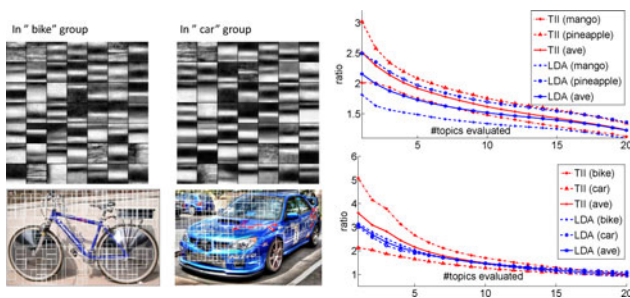 In " bike" group
In " car" group
3
2.5
2
1.5
ratio
#topics evaluated
5
10
15
20
TII (mango)
TII (pineapple)
TII (ave)
LDA (mango)
LDA (pineapple)
LDA (ave)
6
5
4
3
2
1
ratio
#topics evaluated
5
10
15
20
TII (bike)
TII (car)
TII (ave)
LDA (bike)
LDA (car)
LDA (ave)